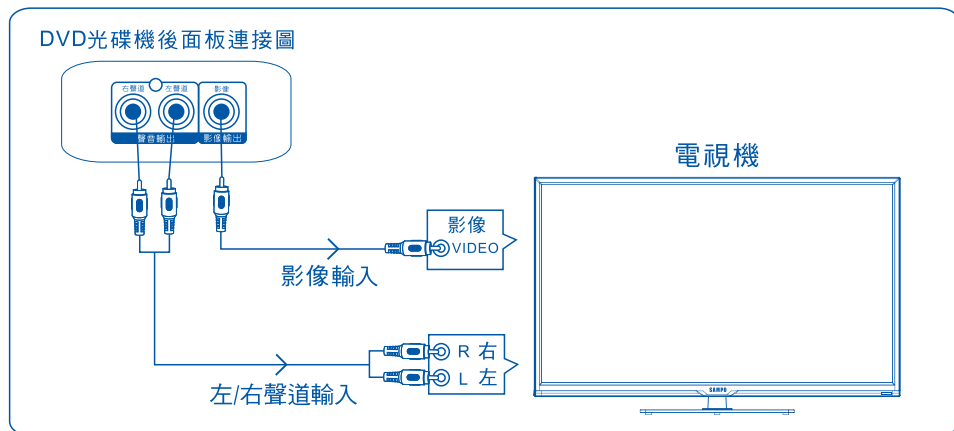 DVD光碟機後面板連接圖
右聲道 左聲道 影像
聲音輸出 影像輸出
電視機
影像
VIDEO
影像輸入
R 右
L 左
左/右聲道輸入
SAMPO